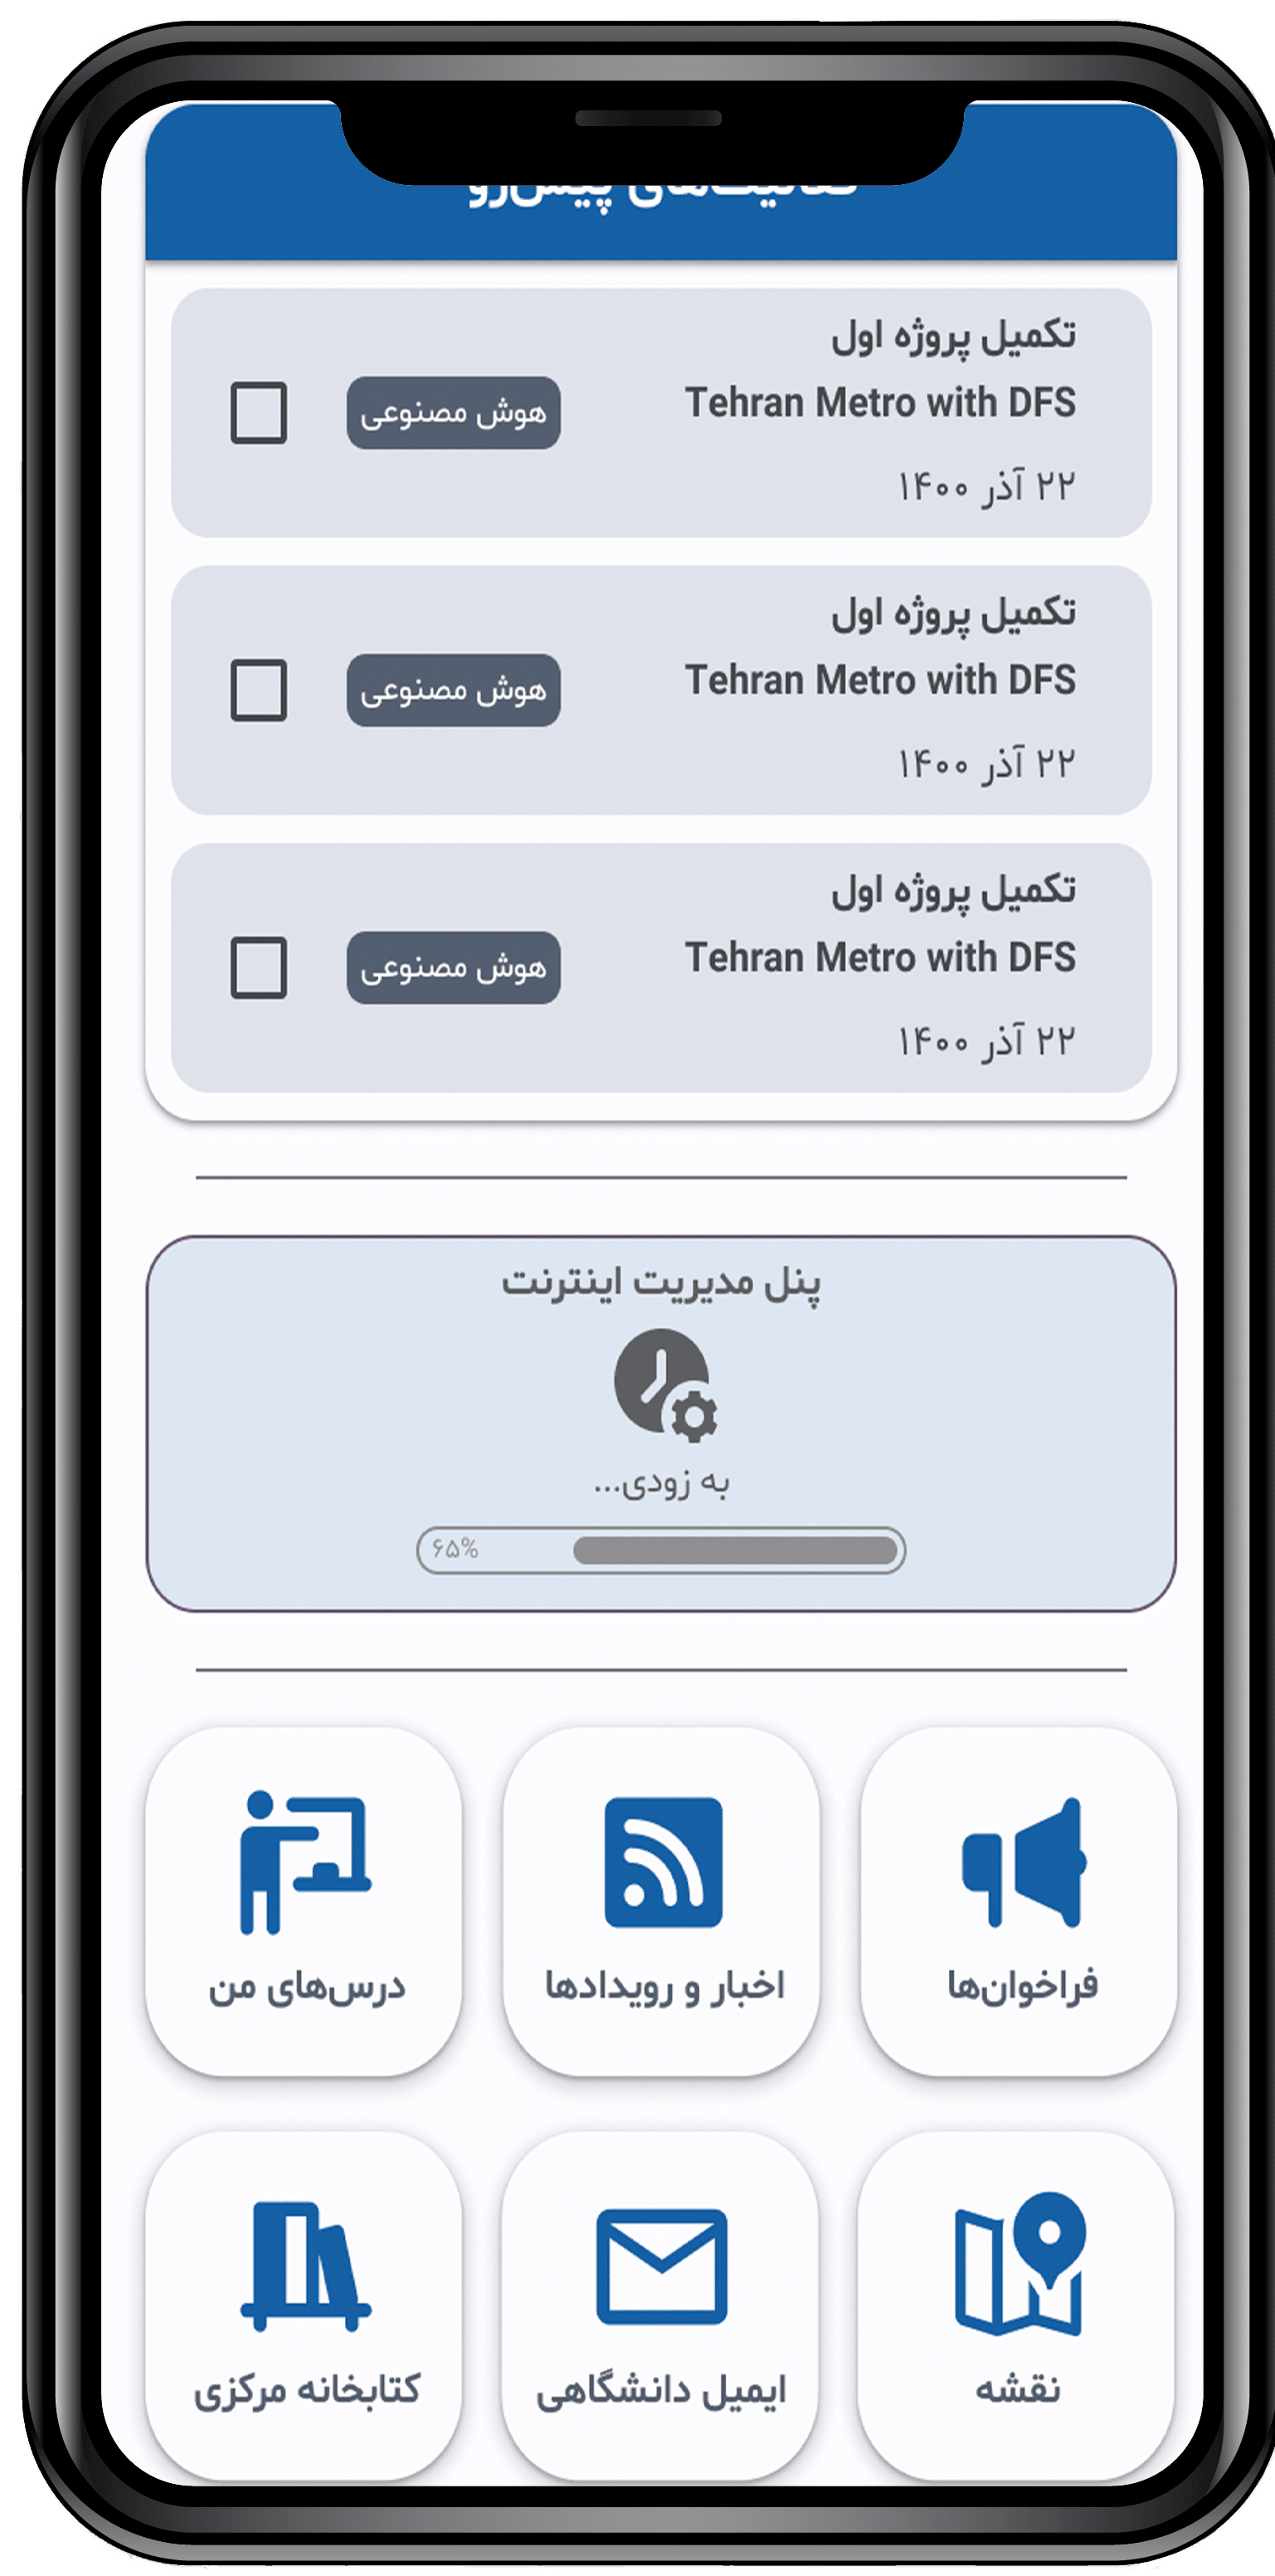 پیش‌رو
تکمیل پروژه اول
Tehran Metro with DFS
۲۲ آذر ۱۴۰۰
هوش مصنوعی
تکمیل پروژه اول
Tehran Metro with DFS
۲۲ آذر ۱۴۰۰
هوش مصنوعی
تکمیل پروژه اول
Tehran Metro with DFS
۲۲ آذر ۱۴۰۰
هوش مصنوعی
پنل مدیریت اینترنت
به زودی...
۶۵%
فراخوان‌ها
اخبار و رویدادها
درس‌های من
نقشه
ایمیل دانشگاهی
کتابخانه مرکزی